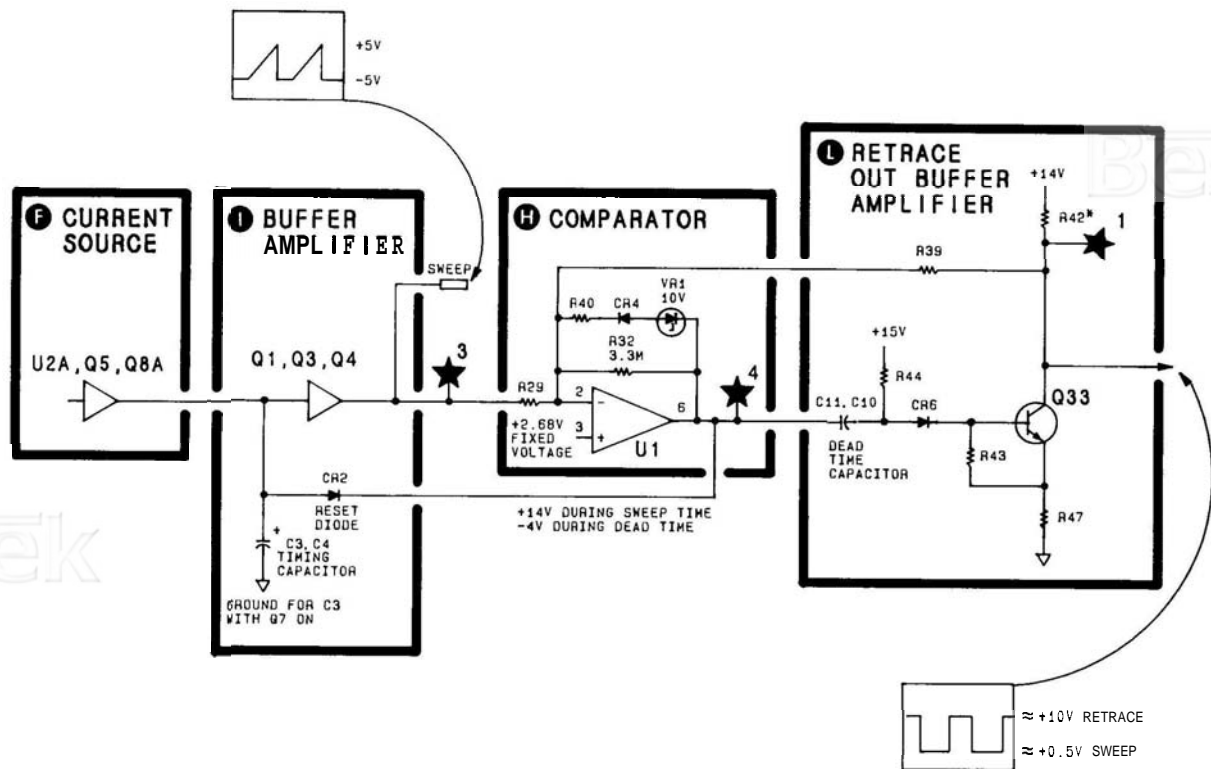 +5V
-5V
F CURRENT
SOURCE
U2A, Q5, Q8A
I BUFFER
AMPLIFIER
SWEEP
Q1, Q3, Q4
3
CR2
RESET
DIODE
+
C3, C4
TIMING
CAPACITOR
GROUND FOR C3
WITH Q7 ON
H COMPARATOR
VR1
10V
R40
CR4
R32
3.3M
R29
2
-
+2.68V
FIXED
VOLTAGE
3
+
6
U1
4
+14V DURING SWEEP TIME
-4V DURING DEAD TIME
L RETRACE
OUT BUFFER
AMPLIFIER
+14V
R42*
1
R39
+15V
R44
C11, C10
CR6
Q33
DEAD
TIME
CAPACITOR
R43
R47
≈ +10V RETRACE
≈ +0.5V SWEEP
Be
ek